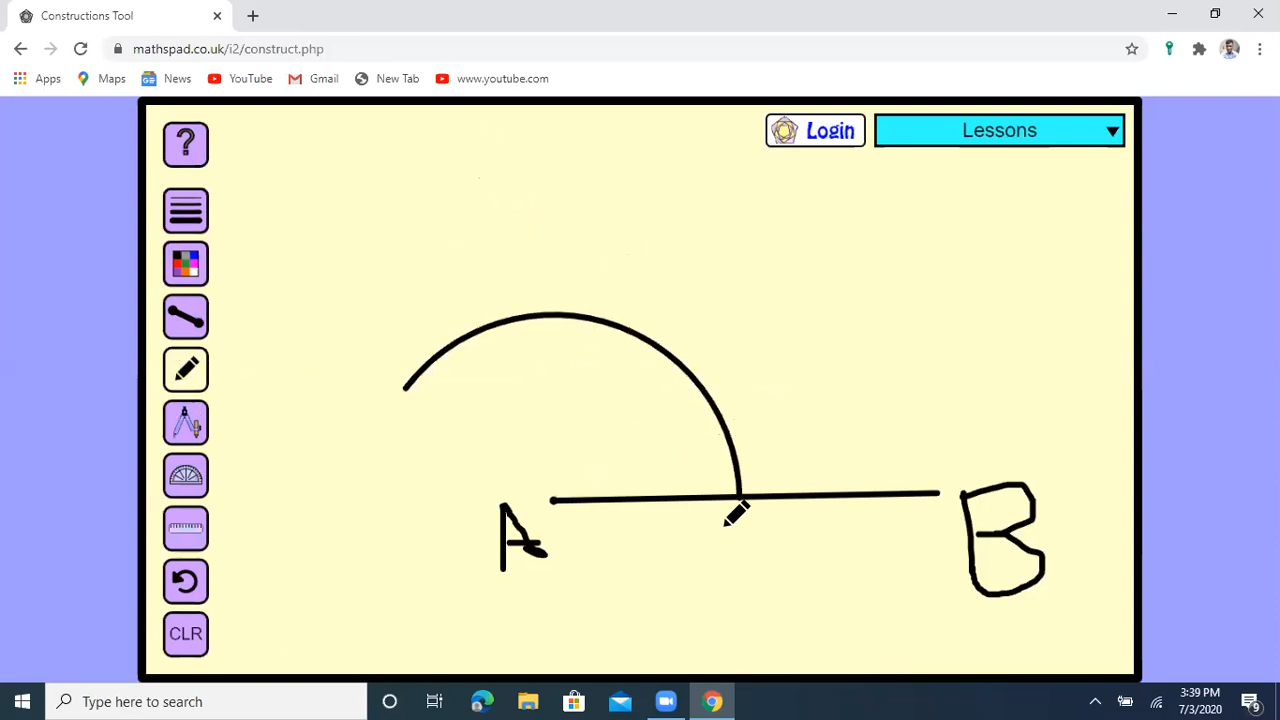 Constructions Tool
mathspad.co.uk/i2/construct.php
Apps Maps News YouTube Gmail New Tab www.youtube.com
? Login Lessons
A B
CLR
Type here to search
3:39 PM
7/3/2020 9